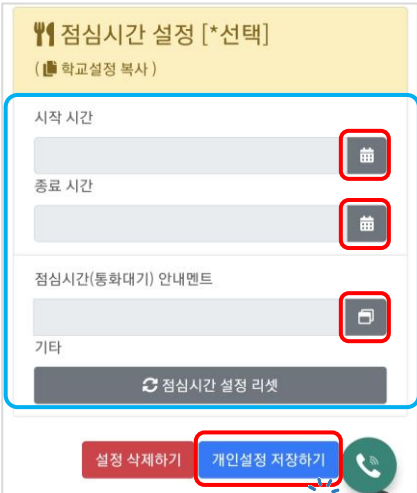 점심시간 설정 [*선택]
( 학교설정 복사 )
시작 시간
종료 시간
점심시간(통화대기) 안내멘트
기타
점심시간 설정 리셋
설정 삭제하기 개인설정 저장하기